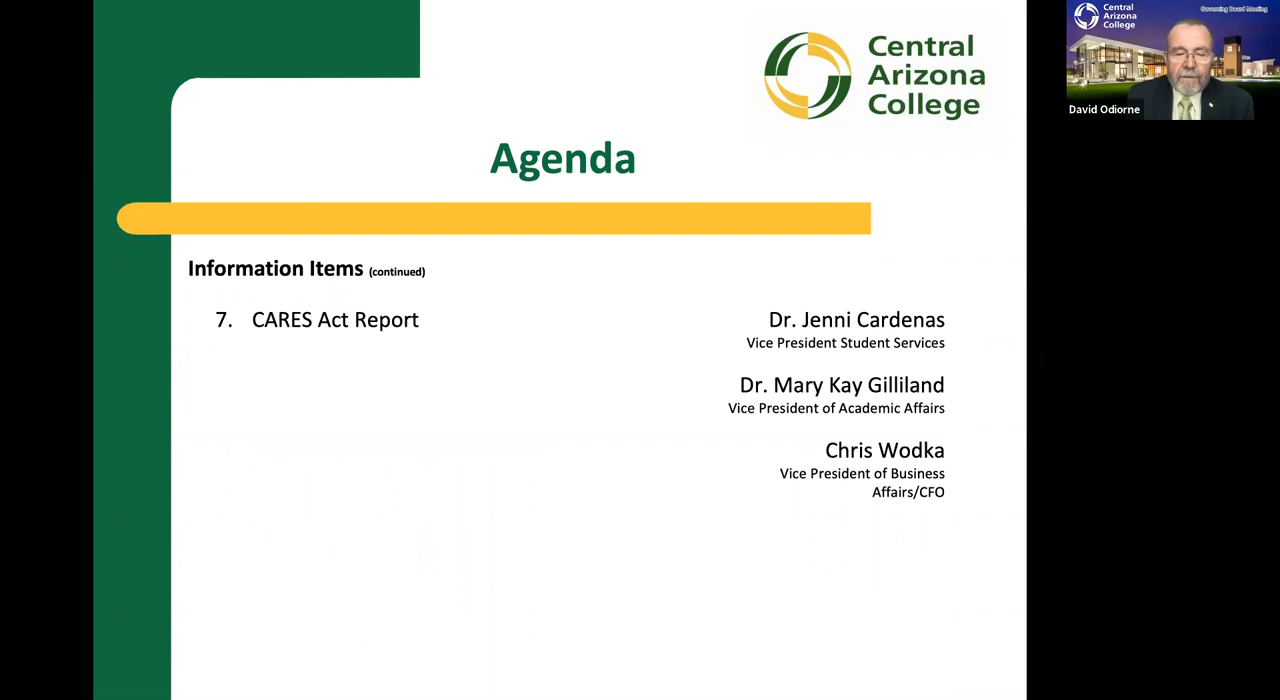 Central
Arizona
College
Agenda
Information Items (continued)
7. CARES Act Report
Dr. Jenni Cardenas
Vice President Student Services
Dr. Mary Kay Gilliland
Vice President of Academic Affairs
Chris Wodka
Vice President of Business
Affairs/CFO
Central
Arizona
College
Governing Board Meeting
David Odiorne